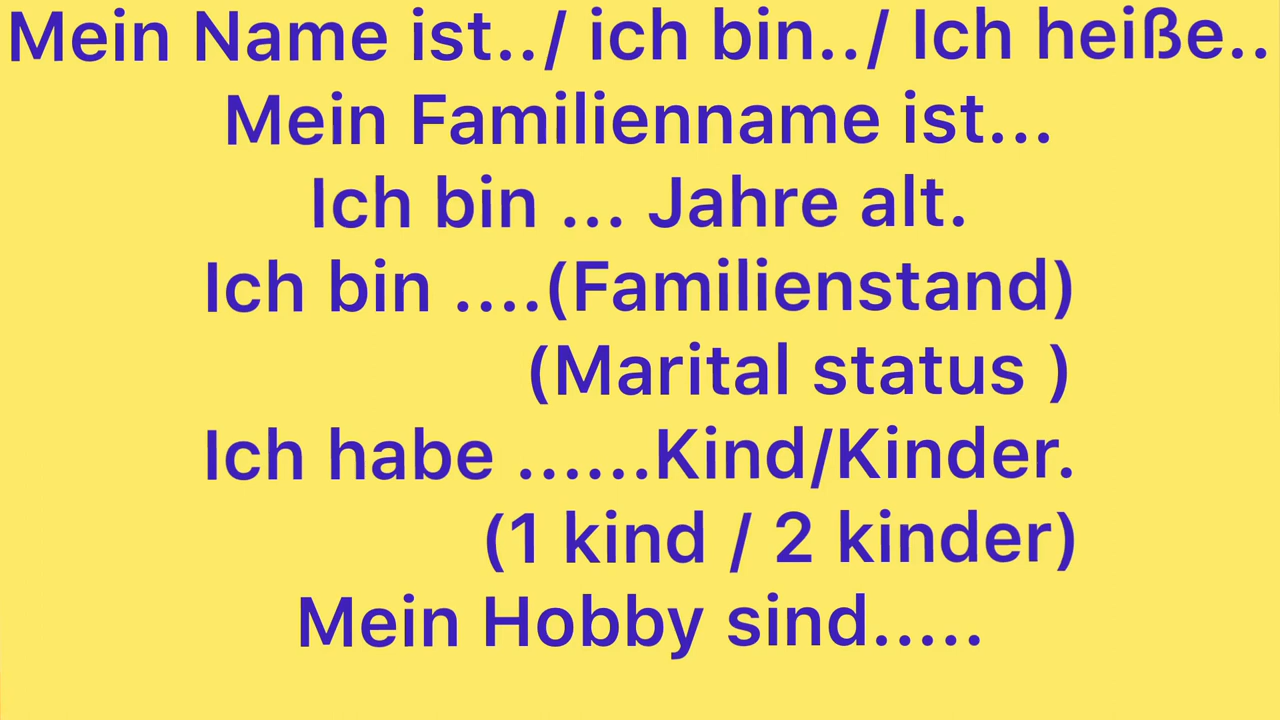 Mein Name ist../ ich bin../ Ich heiße..
Mein Familienname ist...
Ich bin ... Jahre alt.
Ich bin ....(Familienstand)
(Marital status )
Ich habe ......Kind/Kinder.
(1 kind / 2 kinder)
Mein Hobby sind.....